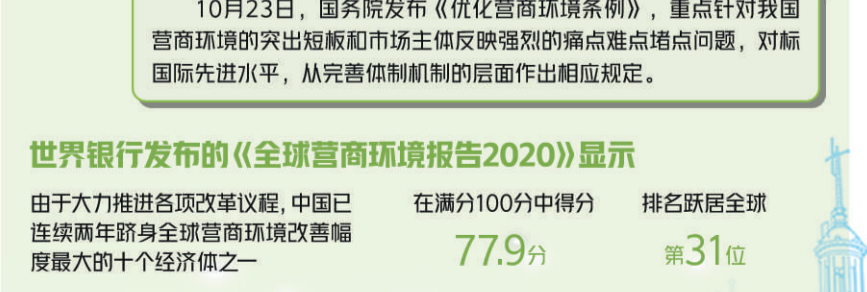 10月23日，国务院发布《优化营商环境条例》，重点针对我国
营商环境的突出短板和市场主体反映强烈的痛点难点堵点问题，对标
国际先进水平，从完善体制机制的层面作出相应规定。
世界银行发布的《全球营商环境报告2020》显示
由于大力推进各项改革议程，中国已
连续两年跻身全球营商环境改善幅
度最大的十个经济体之一
在满分100分中得分
77.9分
排名跃居全球
第31位